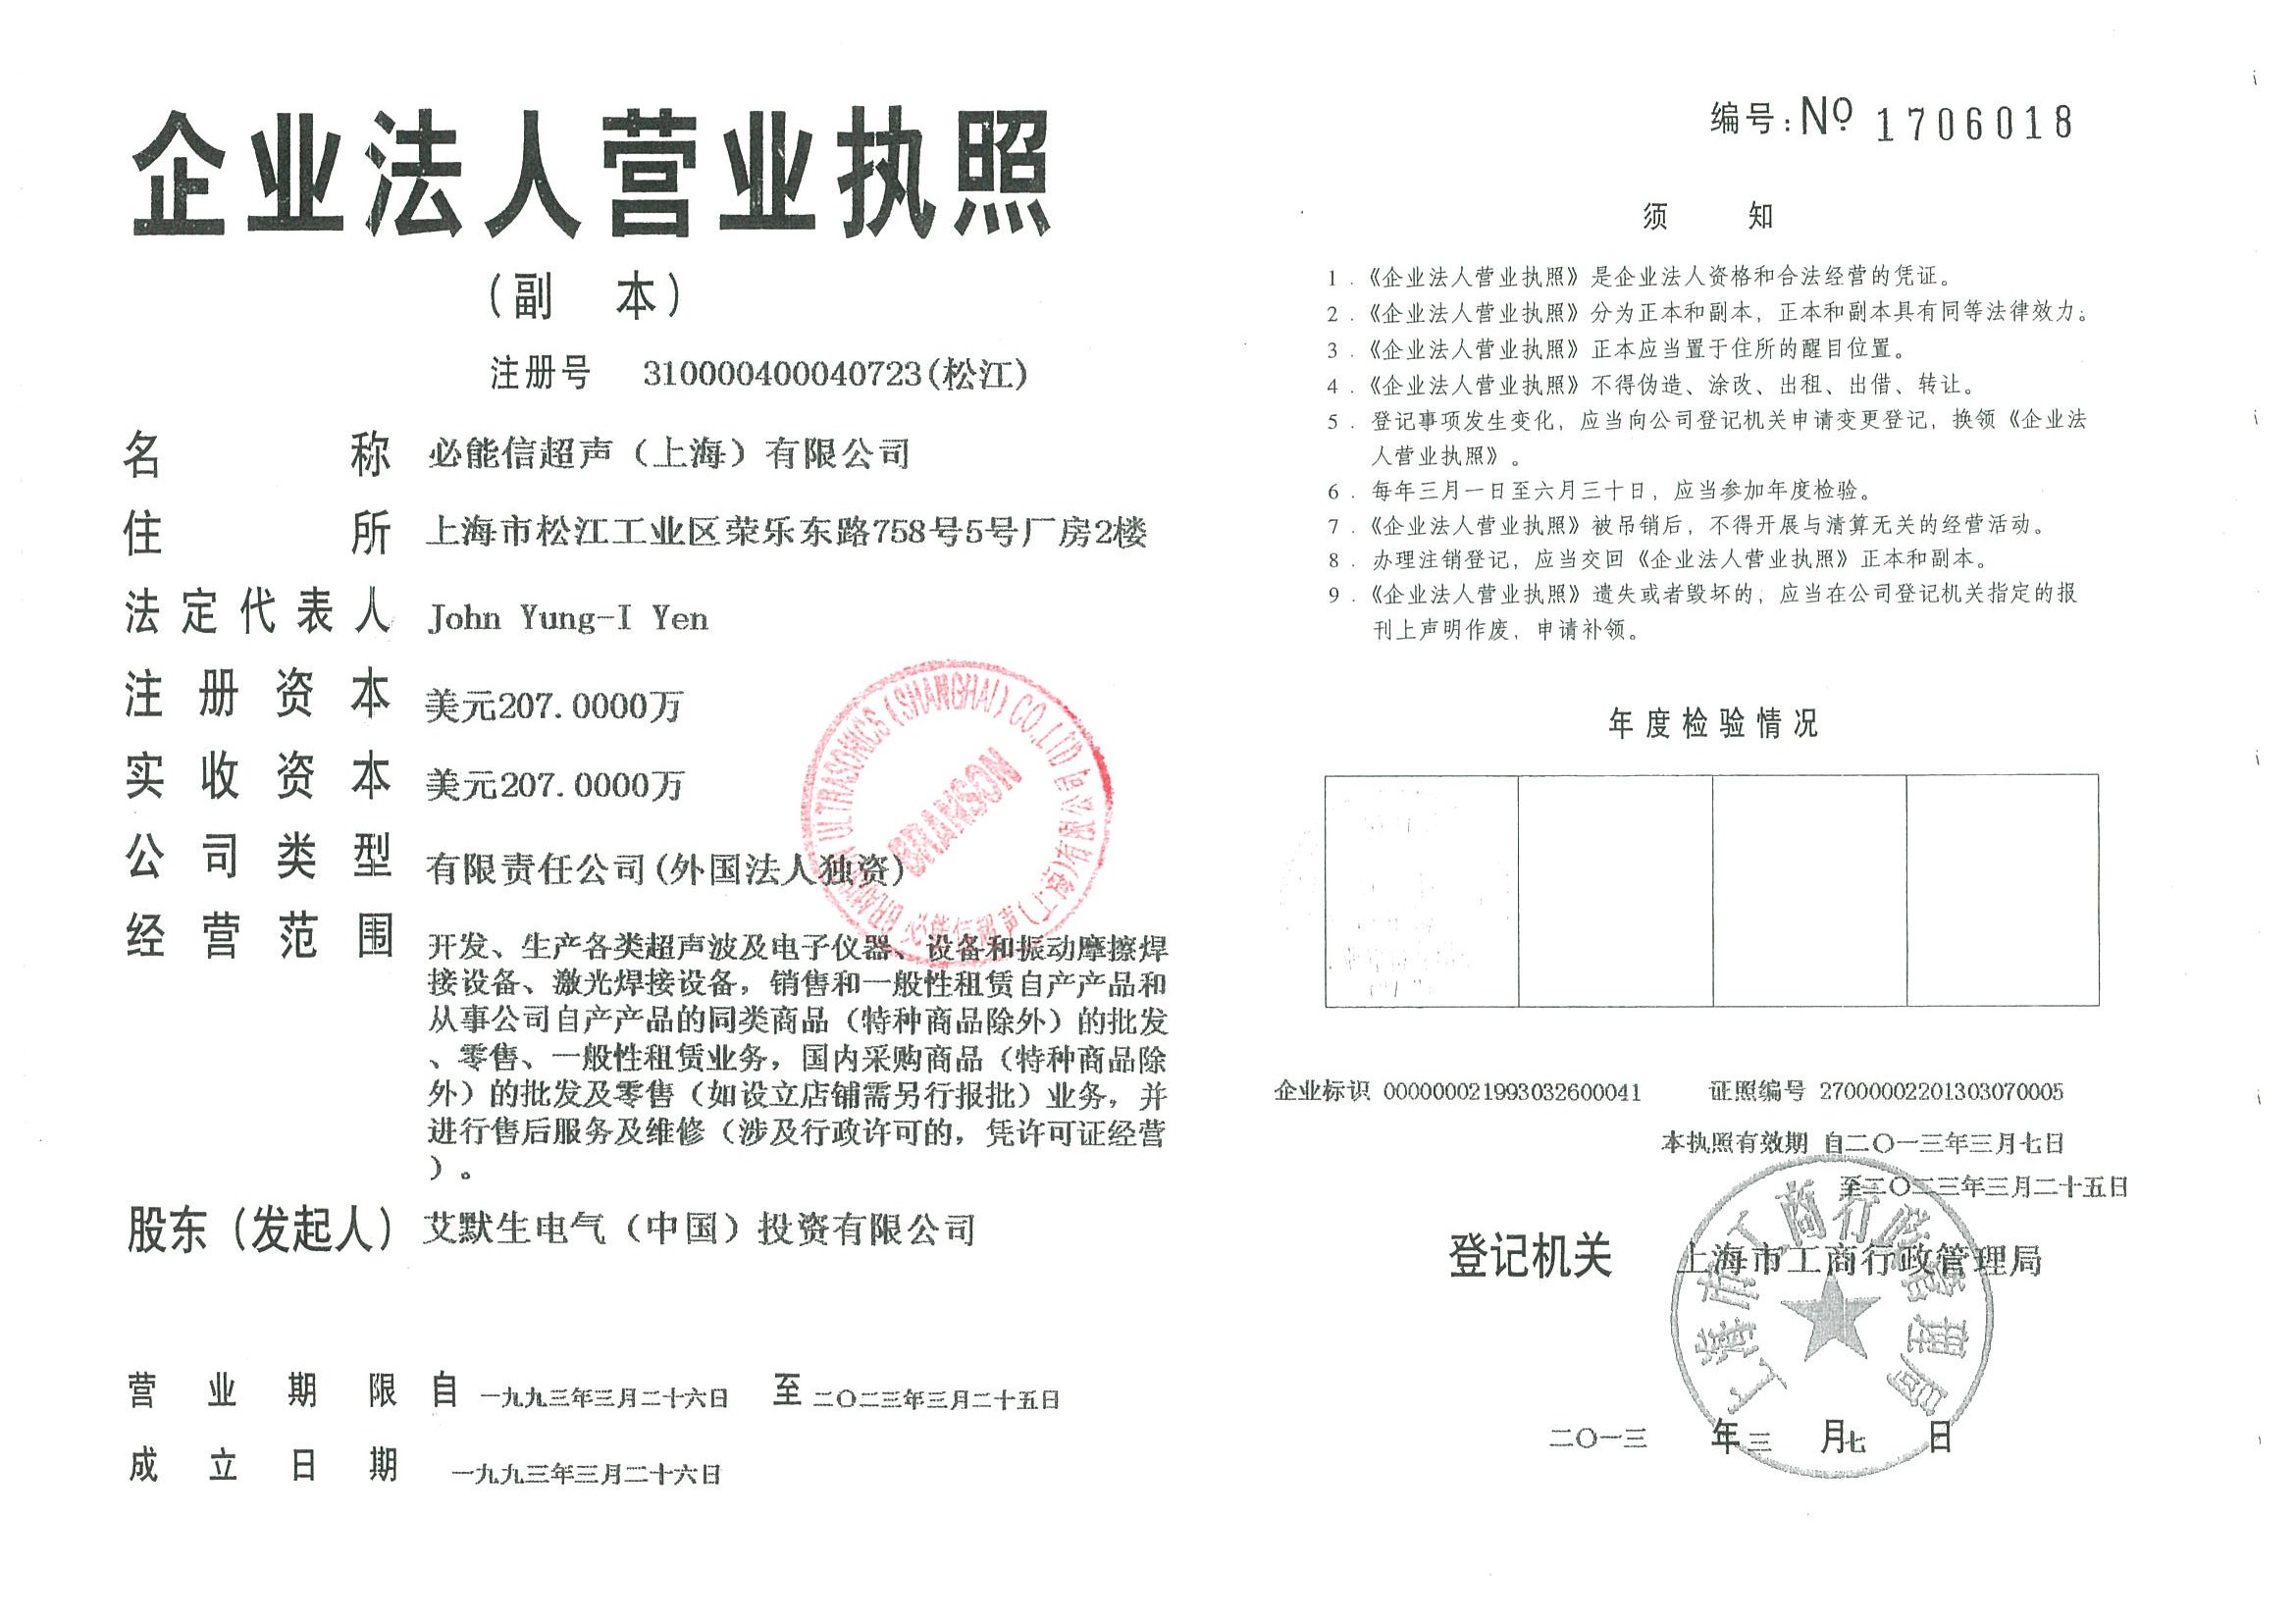 企业法人营业执照
(副 本)
注册号 310000400040723(松江)
名 称 必能信超声（上海）有限公司
住 所 上海市松江工业区荣乐东路758号5号厂房2楼
法定代表人 John Yung-I Yen
注册资本 美元207.0000万
实收资本 美元207.0000万
公司类型 有限责任公司(外国法人独资)
经营范围 开发、生产各类超声波及电子仪器、设备和振动摩擦焊
接设备、激光焊接设备，销售和一般性租赁自产产品和
从事公司自产产品的同类商品（特种商品除外）的批发
、零售、一般性租赁业务，国内采购商品（特种商品除
外）的批发及零售（如设立店铺需另行报批）业务，并
进行售后服务及维修（涉及行政许可的，凭许可证经营
）。
股东（发起人） 艾默生电气（中国）投资有限公司
营业期限 自 一九九三年三月二十六日 至 二〇二三年三月二十五日
成立日期 一九九三年三月二十六日
BRANSON ULTRASONICS (SHANGHAI) CO.LTD
必能信超声(上海)有限公司
BRANSON
编号:No 1706018
须 知
1．《企业法人营业执照》是企业法人资格和合法经营的凭证。
2．《企业法人营业执照》分为正本和副本，正本和副本具有同等法律效力。
3．《企业法人营业执照》正本应当置于住所的醒目位置。
4．《企业法人营业执照》不得伪造、涂改、出租、出借、转让。
5．登记事项发生变化，应当向公司登记机关申请变更登记，换领《企业法
人营业执照》。
6．每年三月一日至六月三十日，应当参加年度检验。
7．《企业法人营业执照》被吊销后，不得开展与清算无关的经营活动。
8．办理注销登记，应当交回《企业法人营业执照》正本和副本。
9．《企业法人营业执照》遗失或者毁坏的，应当在公司登记机关指定的报
刊上声明作废，申请补领。
年度检验情况
企业标识 000000021993032600041 证照编号 27000002201303070005
本执照有效期 自二〇一三年三月七日
至二〇二三年三月二十五日
登记机关 上海市工商行政管理局
上海市工商行政管理局
二〇一三 年三 月七 日